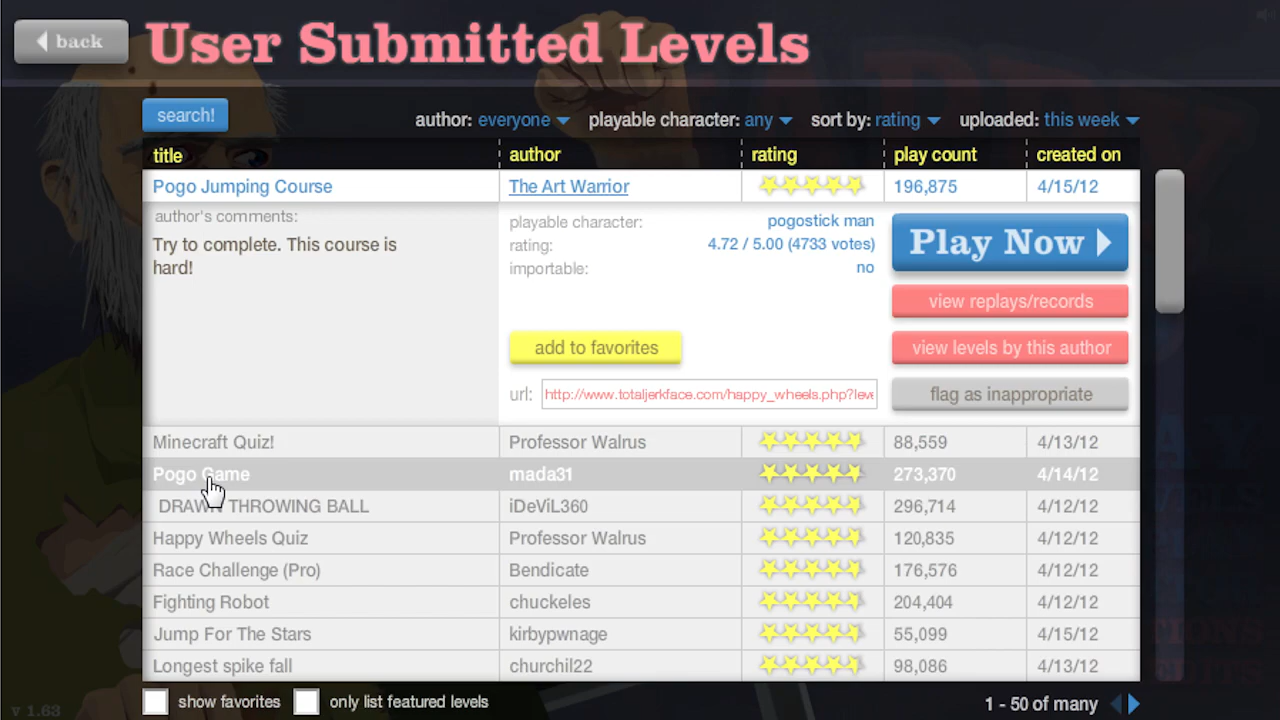 back
User Submitted Levels
search!
author: everyone playable character: any sort by: rating uploaded: this week
title author rating play count created on
Pogo Jumping Course The Art Warrior 196,875 4/15/12
author's comments:
Try to complete. This course is
hard!
playable character: pogostick man
rating: 4.72 / 5.00 (4733 votes)
importable: no
Play Now
view replays/records
add to favorites
view levels by this author
url: http://www.totaljerkface.com/happy_wheels.php?leve
flag as inappropriate
Minecraft Quiz! Professor Walrus 88,559 4/13/12
Pogo Game mada31 273,370 4/14/12
DRAWN THROWING BALL iDeViL360 296,714 4/12/12
Happy Wheels Quiz Professor Walrus 120,835 4/12/12
Race Challenge (Pro) Bendicate 176,576 4/12/12
Fighting Robot chuckeles 204,404 4/12/12
Jump For The Stars kirbypwnage 55,099 4/15/12
Longest spike fall churchil22 98,086 4/13/12
show favorites only list featured levels 1 - 50 of many
v 1.63